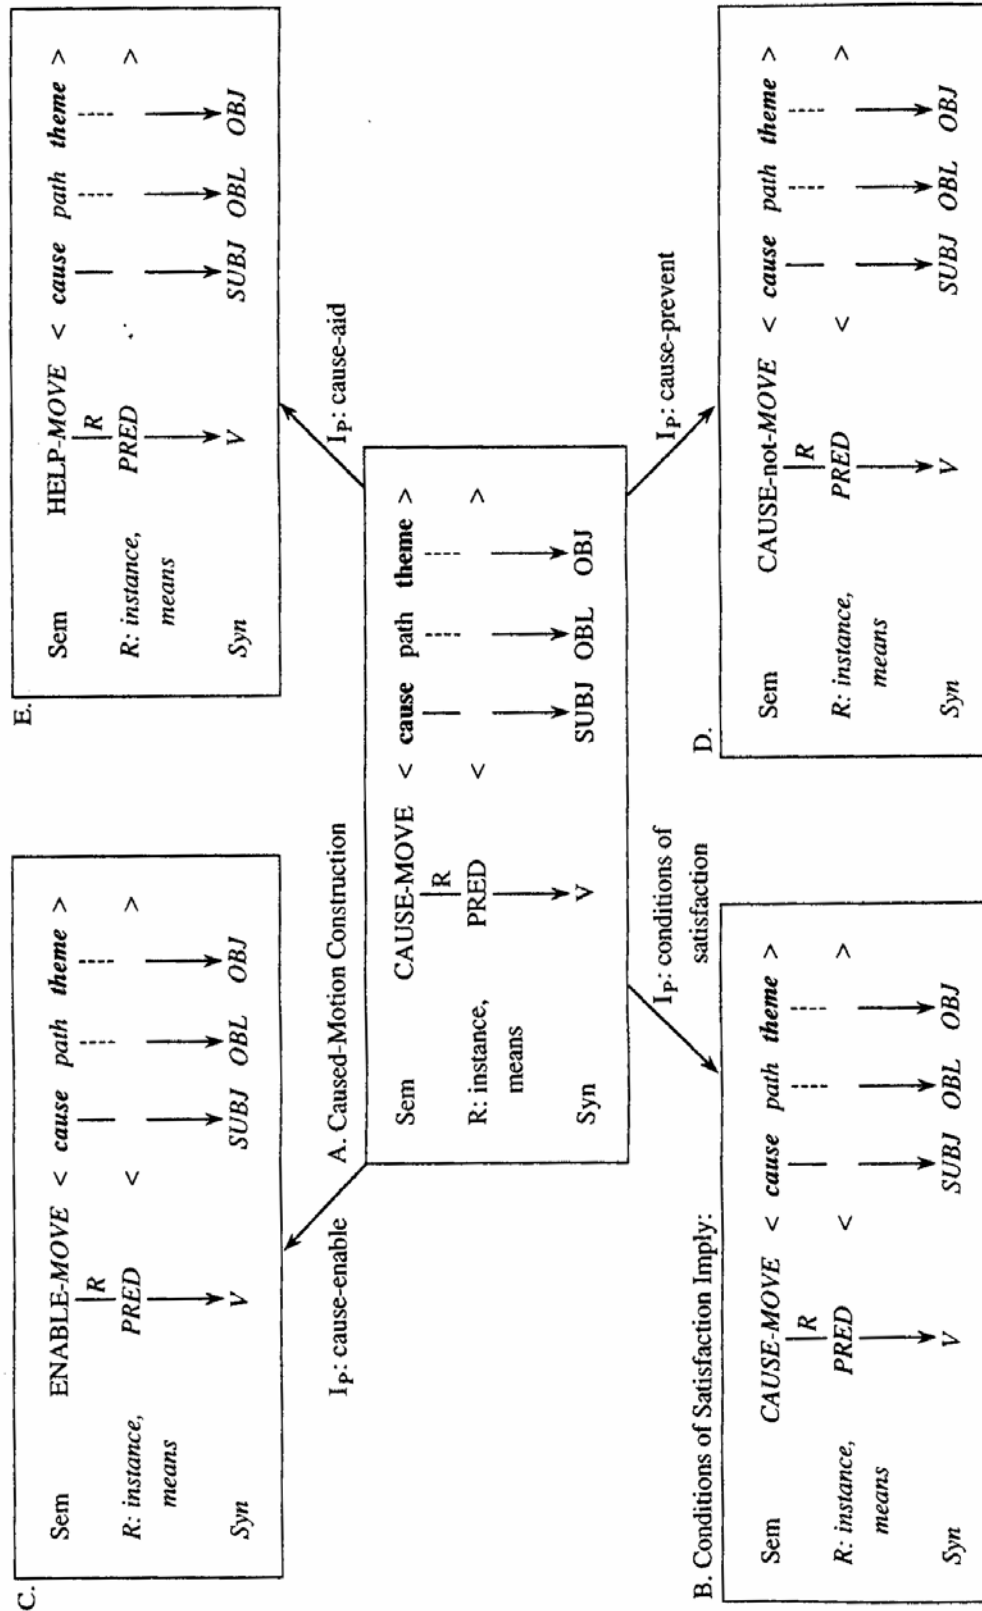 C.
Sem ENABLE-MOVE < cause path theme >
R
R: instance, PRED < >
means
Syn V SUBJ OBL OBJ
E.
Sem HELP-MOVE < cause path theme >
R
R: instance, PRED >
means
Syn V SUBJ OBL OBJ
IP: cause-enable
IP: cause-aid
A. Caused-Motion Construction
Sem CAUSE-MOVE < cause path theme >
R
R: instance, PRED < >
means
Syn V SUBJ OBL OBJ
IP: conditions of
satisfaction
IP: cause-prevent
B. Conditions of Satisfaction Imply:
Sem CAUSE-MOVE < cause path theme >
R
R: instance, PRED < >
means
Syn V SUBJ OBL OBJ
D.
Sem CAUSE-not-MOVE < cause path theme >
R
R: instance, PRED < >
means
Syn V SUBJ OBL OBJ